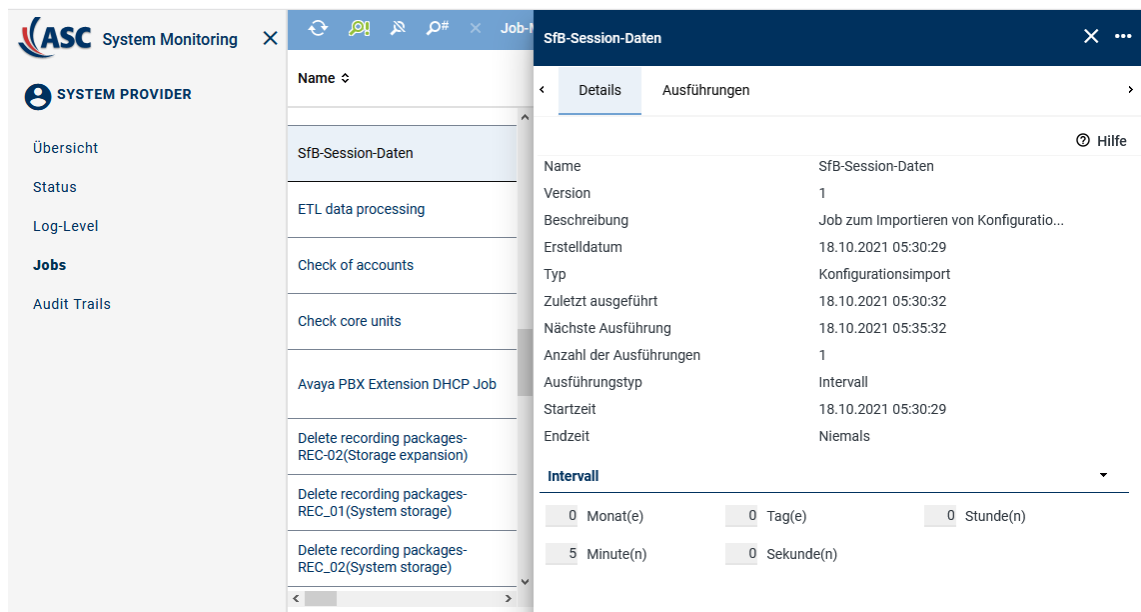 ASC System Monitoring
SYSTEM PROVIDER
Übersicht
Status
Log-Level
Jobs
Audit Trails
Job-M
Name
SfB-Session-Daten
ETL data processing
Check of accounts
Check core units
Avaya PBX Extension DHCP Job
Delete recording packages-
REC-02(Storage expansion)
Delete recording packages-
REC_01(System storage)
Delete recording packages-
REC_02(System storage)
SfB-Session-Daten
Details Ausführungen
Hilfe
Name SfB-Session-Daten
Version 1
Beschreibung Job zum Importieren von Konfiguratio...
Erstelldatum 18.10.2021 05:30:29
Typ Konfigurationsimport
Zuletzt ausgeführt 18.10.2021 05:30:32
Nächste Ausführung 18.10.2021 05:35:32
Anzahl der Ausführungen 1
Ausführungstyp Intervall
Startzeit 18.10.2021 05:30:29
Endzeit Niemals
Intervall
0 Monat(e) 0 Tag(e) 0 Stunde(n)
5 Minute(n) 0 Sekunde(n)